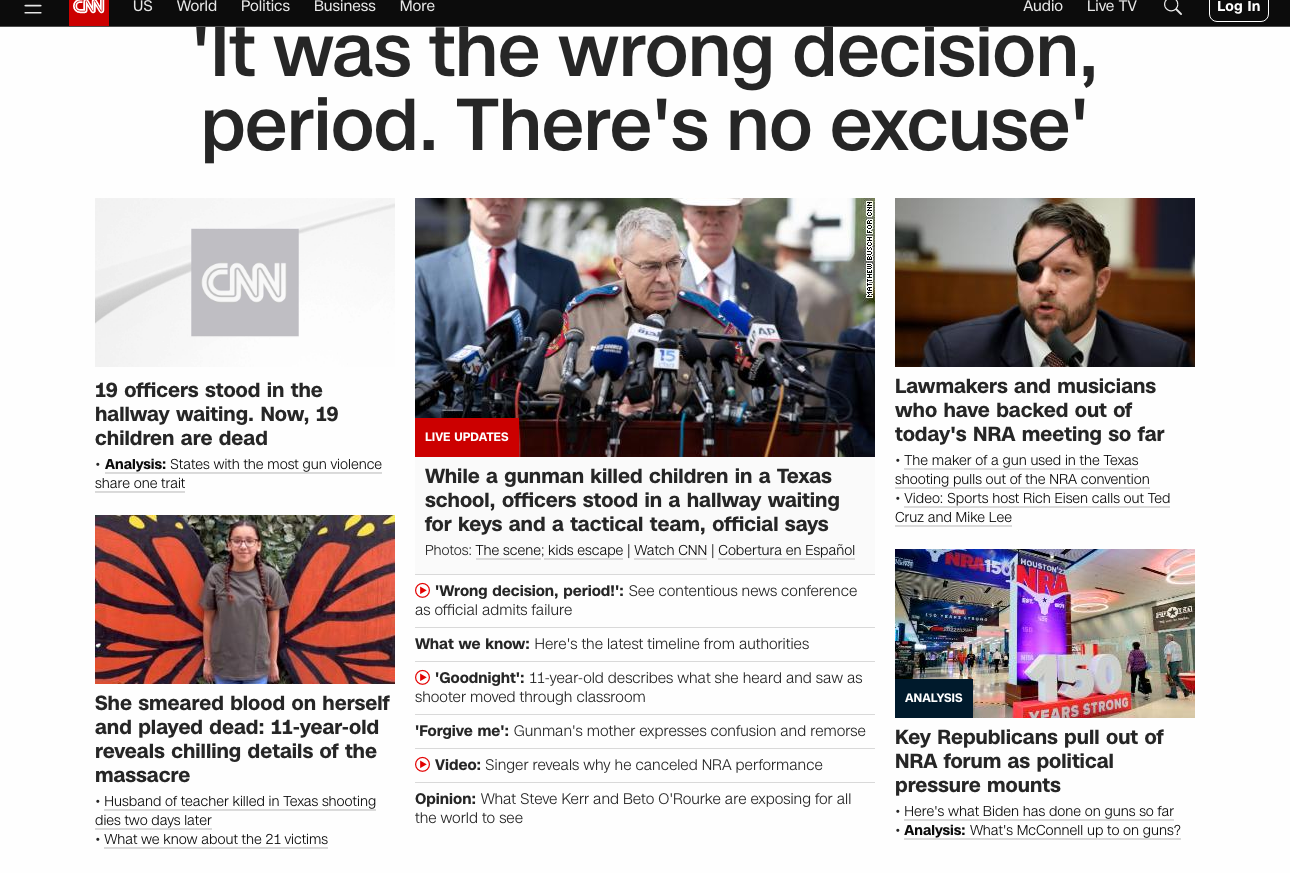 CNN
US World Politics Business More Audio Live TV Log In
'It was the wrong decision,
period. There's no excuse'
CNN
19 officers stood in the
hallway waiting. Now, 19
children are dead
• Analysis: States with the most gun violence
share one trait
She smeared blood on herself
and played dead: 11-year-old
reveals chilling details of the
massacre
• Husband of teacher killed in Texas shooting
dies two days later
• What we know about the 21 victims
MATTHEW BUSCH FOR CNN
15
AP
AP
LIVE UPDATES
While a gunman killed children in a Texas
school, officers stood in a hallway waiting
for keys and a tactical team, official says
Photos: The scene; kids escape | Watch CNN | Cobertura en Español
'Wrong decision, period!': See contentious news conference
as official admits failure
What we know: Here's the latest timeline from authorities
'Goodnight': 11-year-old describes what she heard and saw as
shooter moved through classroom
'Forgive me': Gunman's mother expresses confusion and remorse
Video: Singer reveals why he canceled NRA performance
Opinion: What Steve Kerr and Beto O'Rourke are exposing for all
the world to see
Lawmakers and musicians
who have backed out of
today's NRA meeting so far
• The maker of a gun used in the Texas
shooting pulls out of the NRA convention
• Video: Sports host Rich Eisen calls out Ted
Cruz and Mike Lee
NRA150
HOUSTON'22
NRA
150 YEARS STRONG
150
YEARS STRONG
ANALYSIS
Key Republicans pull out of
NRA forum as political
pressure mounts
• Here's what Biden has done on guns so far
• Analysis: What's McConnell up to on guns?